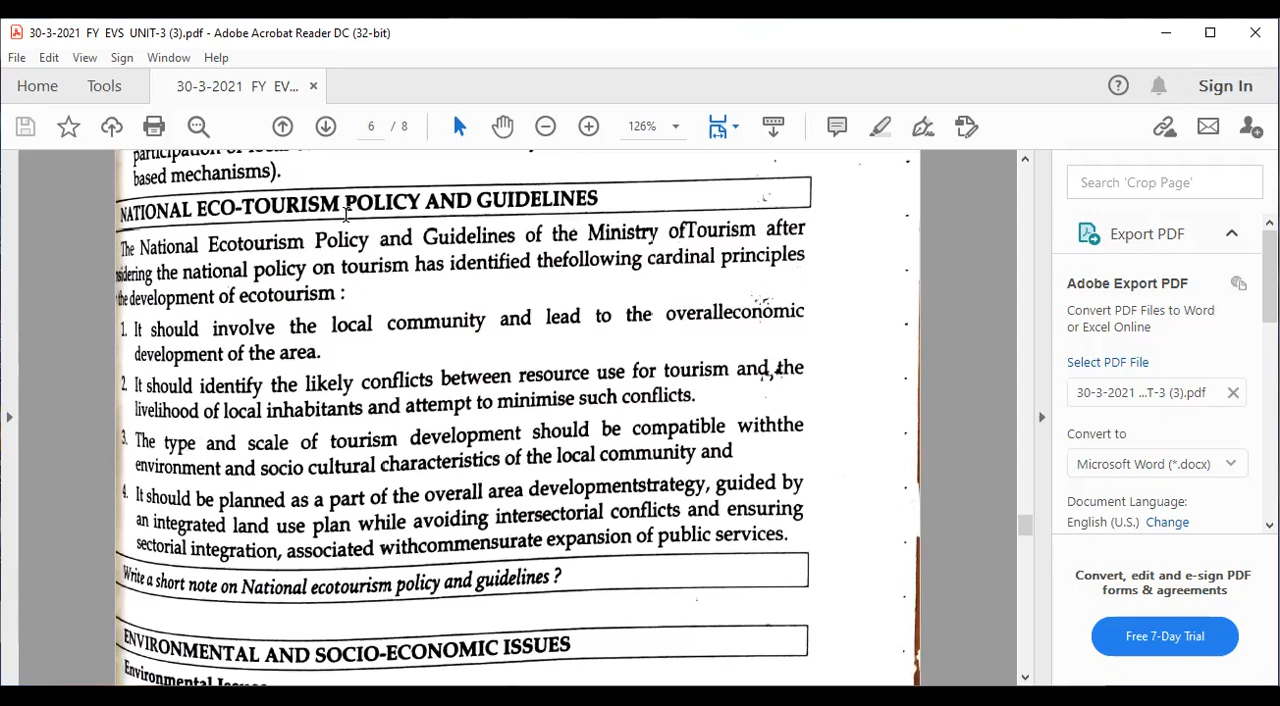 30-3-2021 FY EVS UNIT-3 (3).pdf - Adobe Acrobat Reader DC (32-bit)
File Edit View Sign Window Help
Home Tools 30-3-2021 FY EV... ×
Sign In
6 / 8 126%
based mechanisms).
NATIONAL ECO-TOURISM POLICY AND GUIDELINES
The National Ecotourism Policy and Guidelines of the Ministry ofTourism after
sidering the national policy on tourism has identified thefollowing cardinal principles
the development of ecotourism :
1. It should involve the local community and lead to the overalleconomic
development of the area.
2. It should identify the likely conflicts between resource use for tourism and the
livelihood of local inhabitants and attempt to minimise such conflicts.
3. The type and scale of tourism development should be compatible withthe
environment and socio cultural characteristics of the local community and
4. It should be planned as a part of the overall area developmentstrategy, guided by
an integrated land use plan while avoiding intersectorial conflicts and ensuring
sectorial integration, associated withcommensurate expansion of public services.
Write a short note on National ecotourism policy and guidelines ?
ENVIRONMENTAL AND SOCIO-ECONOMIC ISSUES
Environmental Issues
Search 'Crop Page'
Export PDF
Adobe Export PDF
Convert PDF Files to Word
or Excel Online
Select PDF File
30-3-2021 ...T-3 (3).pdf
Convert to
Microsoft Word (*.docx)
Document Language:
English (U.S.) Change
Convert, edit and e-sign PDF
forms & agreements
Free 7-Day Trial